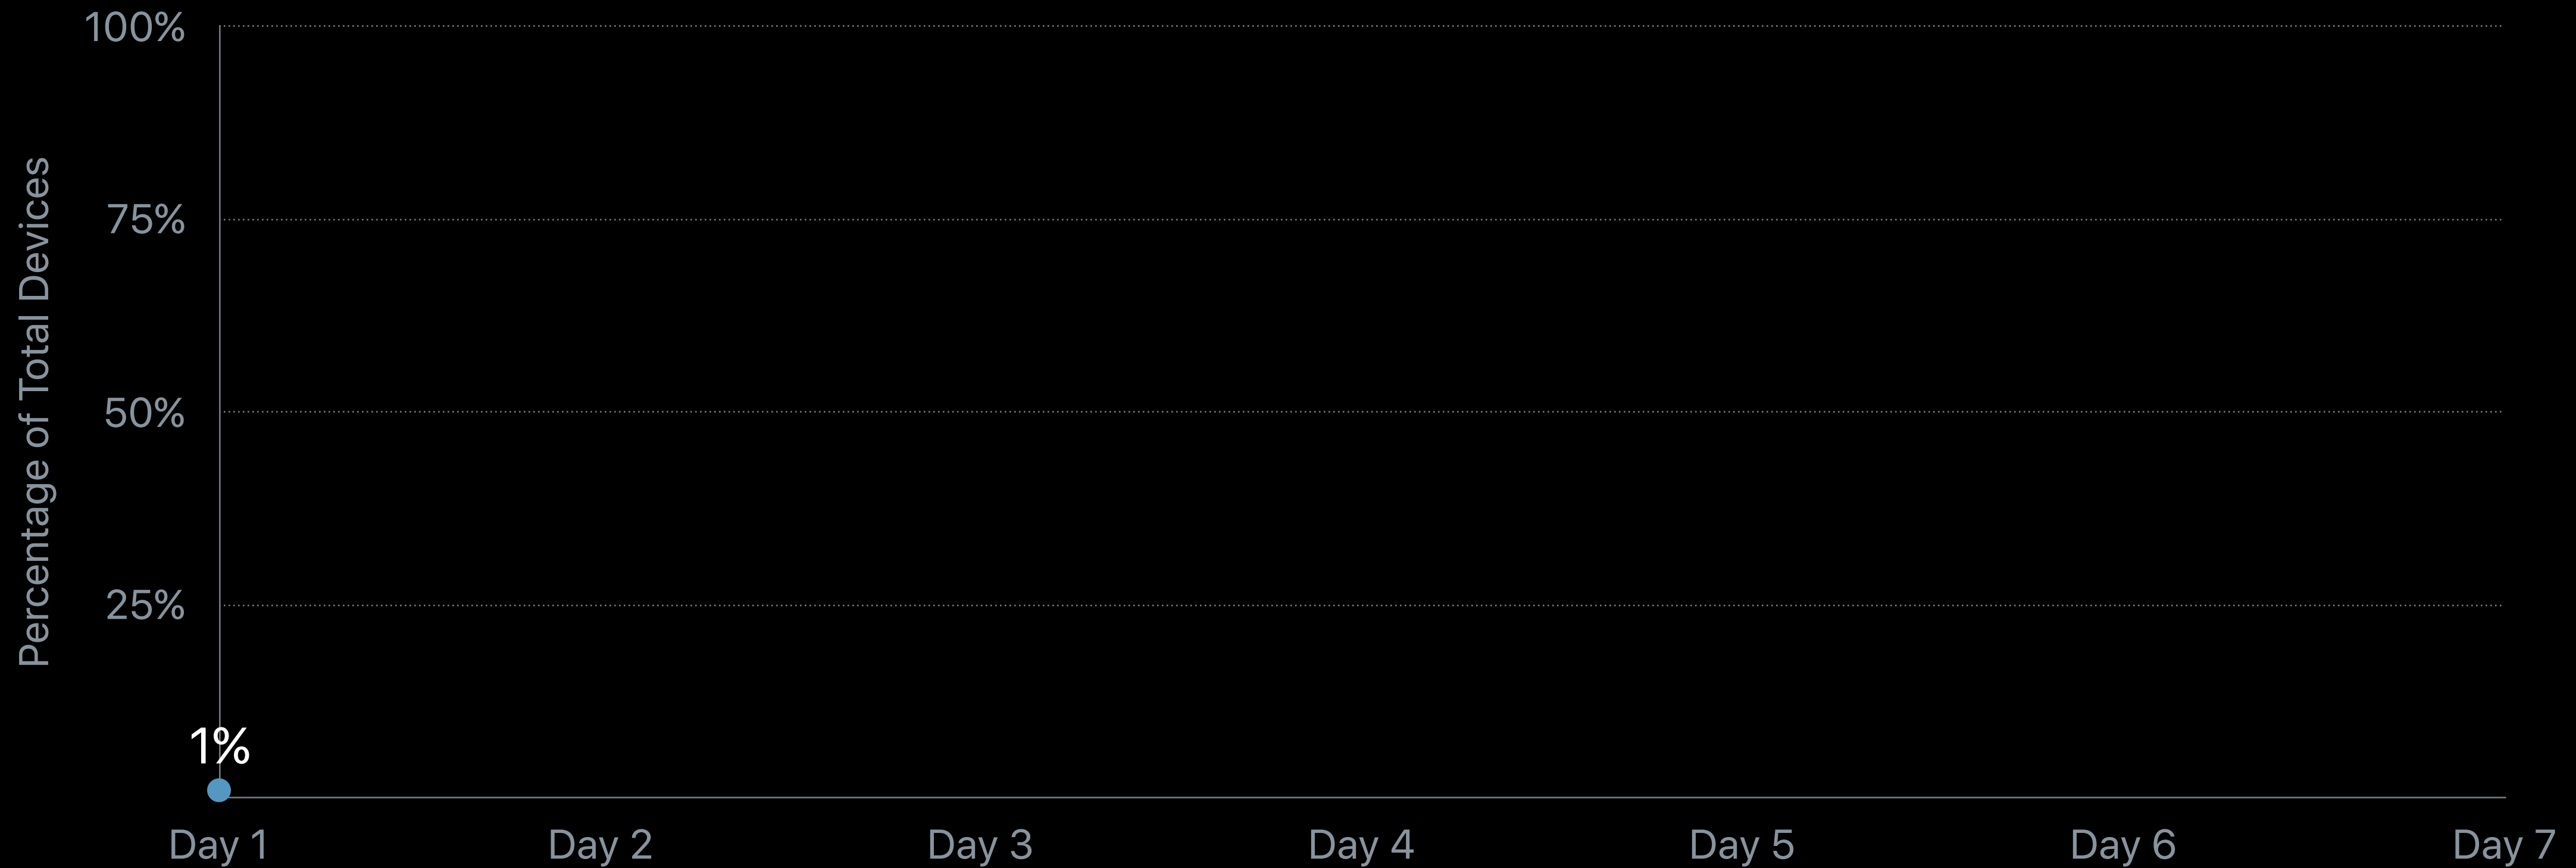 100%
75%
50%
25%
Percentage of Total Devices
1%
Day 1
Day 2
Day 3
Day 4
Day 5
Day 6
Day 7